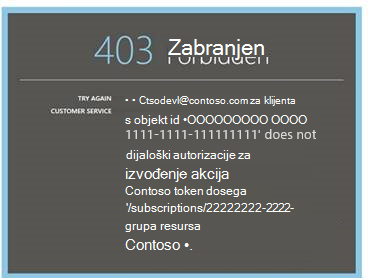 403 Zabranjen
TRY AGAIN
CUSTOMER SERVICE
• • Ctsodevl@contoso.com za klijenta
s objekt id •OOOOOOOOO OOOO
1111-1111-111111111' does not
dijaloški autorizacije za
izvođenje akcija
Contoso token dosega
'/subscriptions/22222222-2222-
grupa resursa
Contoso •.